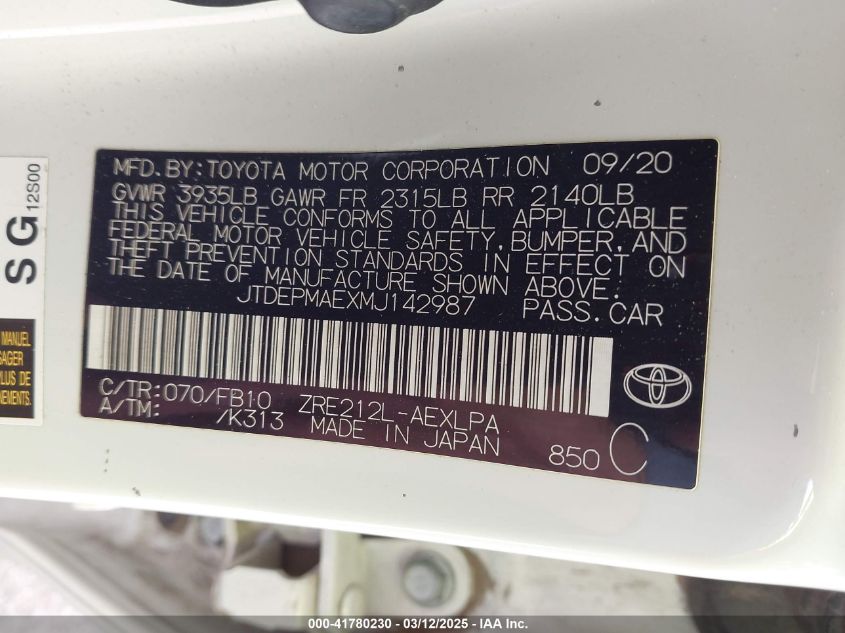 MFD.BY:TOYOTA MOTOR CORPORATION 09/20
GVWR 3935LB GAWR FR 2315LB RR 2140LB
THIS VEHICLE CONFORMS TO ALL APPLICABLE
FEDERAL MOTOR VEHICLE SAFETY,BUMPER,AND
THEFT PREVENTION STANDARDS IN EFFECT ON
THE DATE OF MANUFACTURE SHOWN ABOVE:
JTDEPMAEXMJ142987 PASS.CAR
C/TR:070/FB10 ZRE212L-AEXLPA
A/TM: /K313 MADE IN JAPAN 850 C
SG
12S00
MANUEL
PLUS DE
000-41780230 - 03/12/2025 - IAA Inc.